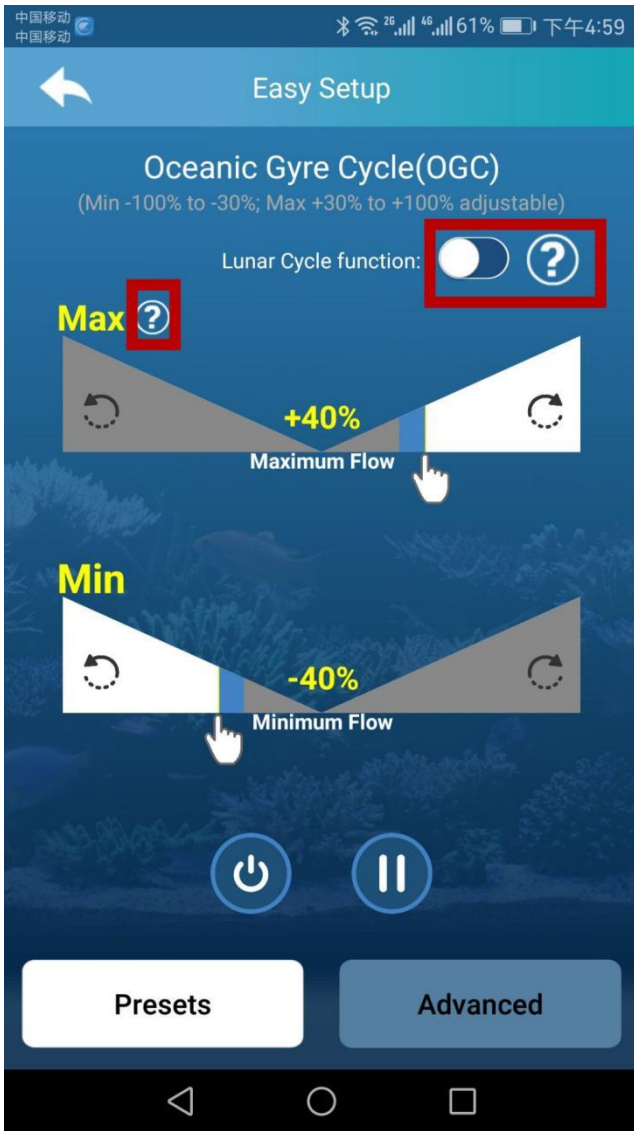 中国移动
中国移动
2G 4G 61% 下午4:59
Easy Setup
Oceanic Gyre Cycle(OGC)
(Min -100% to -30%; Max +30% to +100% adjustable)
Lunar Cycle function: ?
Max ?
+40%
Maximum Flow
Min
-40%
Minimum Flow
Presets
Advanced